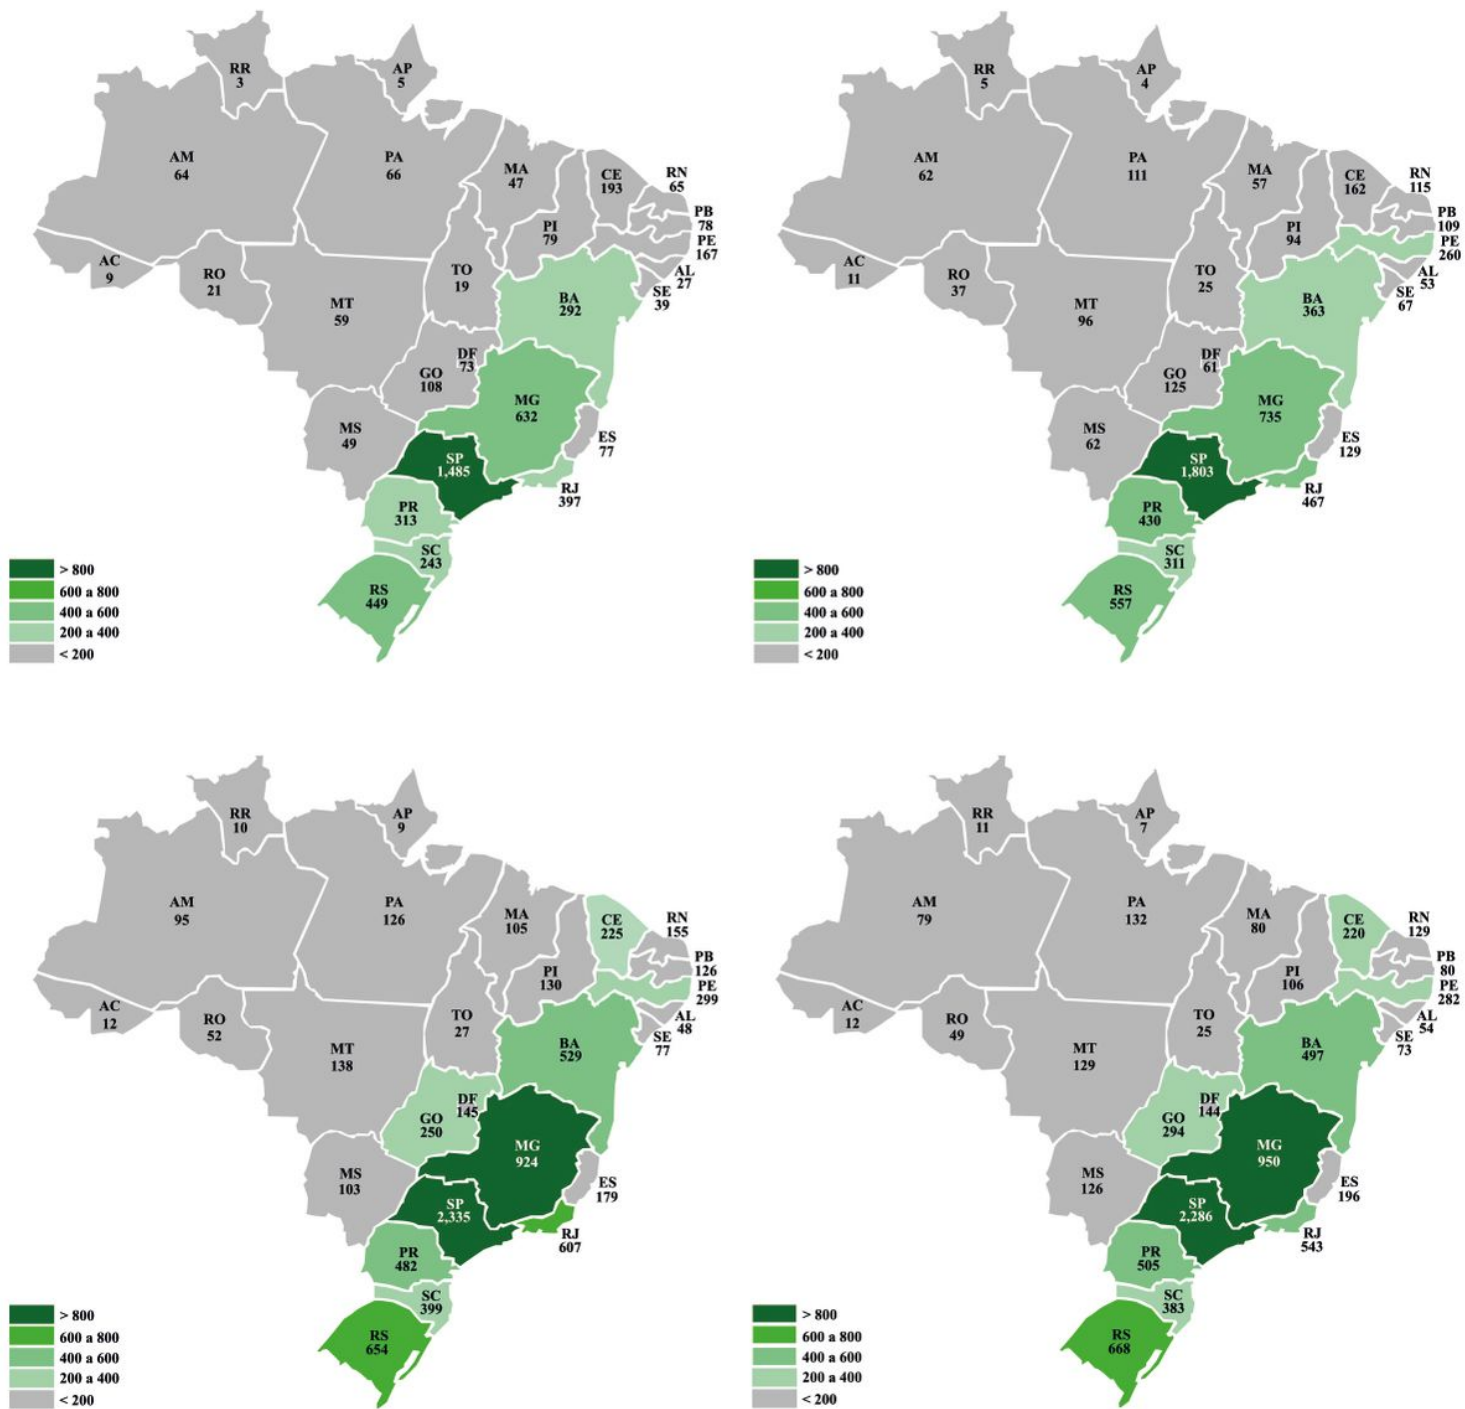 RR
3
AP
5
AM
64
PA
66
MA
47
CE
193
RN
65
PB
78
PI
79
PE
167
AC
9
RO
21
TO
19
AL
27
SE
39
MT
59
BA
292
DF
73
GO
108
MG
632
MS
49
ES
77
SP
1,485
RJ
397
PR
313
SC
243
RS
449
> 800
600 a 800
400 a 600
200 a 400
< 200
RR
5
AP
4
AM
62
PA
111
MA
57
CE
162
RN
115
PB
109
PI
94
PE
260
AC
11
RO
37
TO
25
AL
53
SE
67
MT
96
BA
363
DF
61
GO
125
MG
735
MS
62
ES
129
SP
1,803
RJ
467
PR
430
SC
311
RS
557
> 800
600 a 800
400 a 600
200 a 400
< 200
RR
10
AP
9
AM
95
PA
126
MA
105
CE
225
RN
155
PB
126
PI
130
PE
299
AC
12
RO
52
TO
27
AL
48
SE
77
MT
138
BA
529
DF
145
GO
250
MG
924
MS
103
ES
179
SP
2,335
RJ
607
PR
482
SC
399
RS
654
> 800
600 a 800
400 a 600
200 a 400
< 200
RR
11
AP
7
AM
79
PA
132
MA
80
CE
220
RN
129
PB
80
PI
106
PE
282
AC
12
RO
49
TO
25
AL
54
SE
73
MT
129
BA
497
DF
144
GO
294
MG
950
MS
126
ES
196
SP
2,286
RJ
543
PR
505
SC
383
RS
668
> 800
600 a 800
400 a 600
200 a 400
< 200